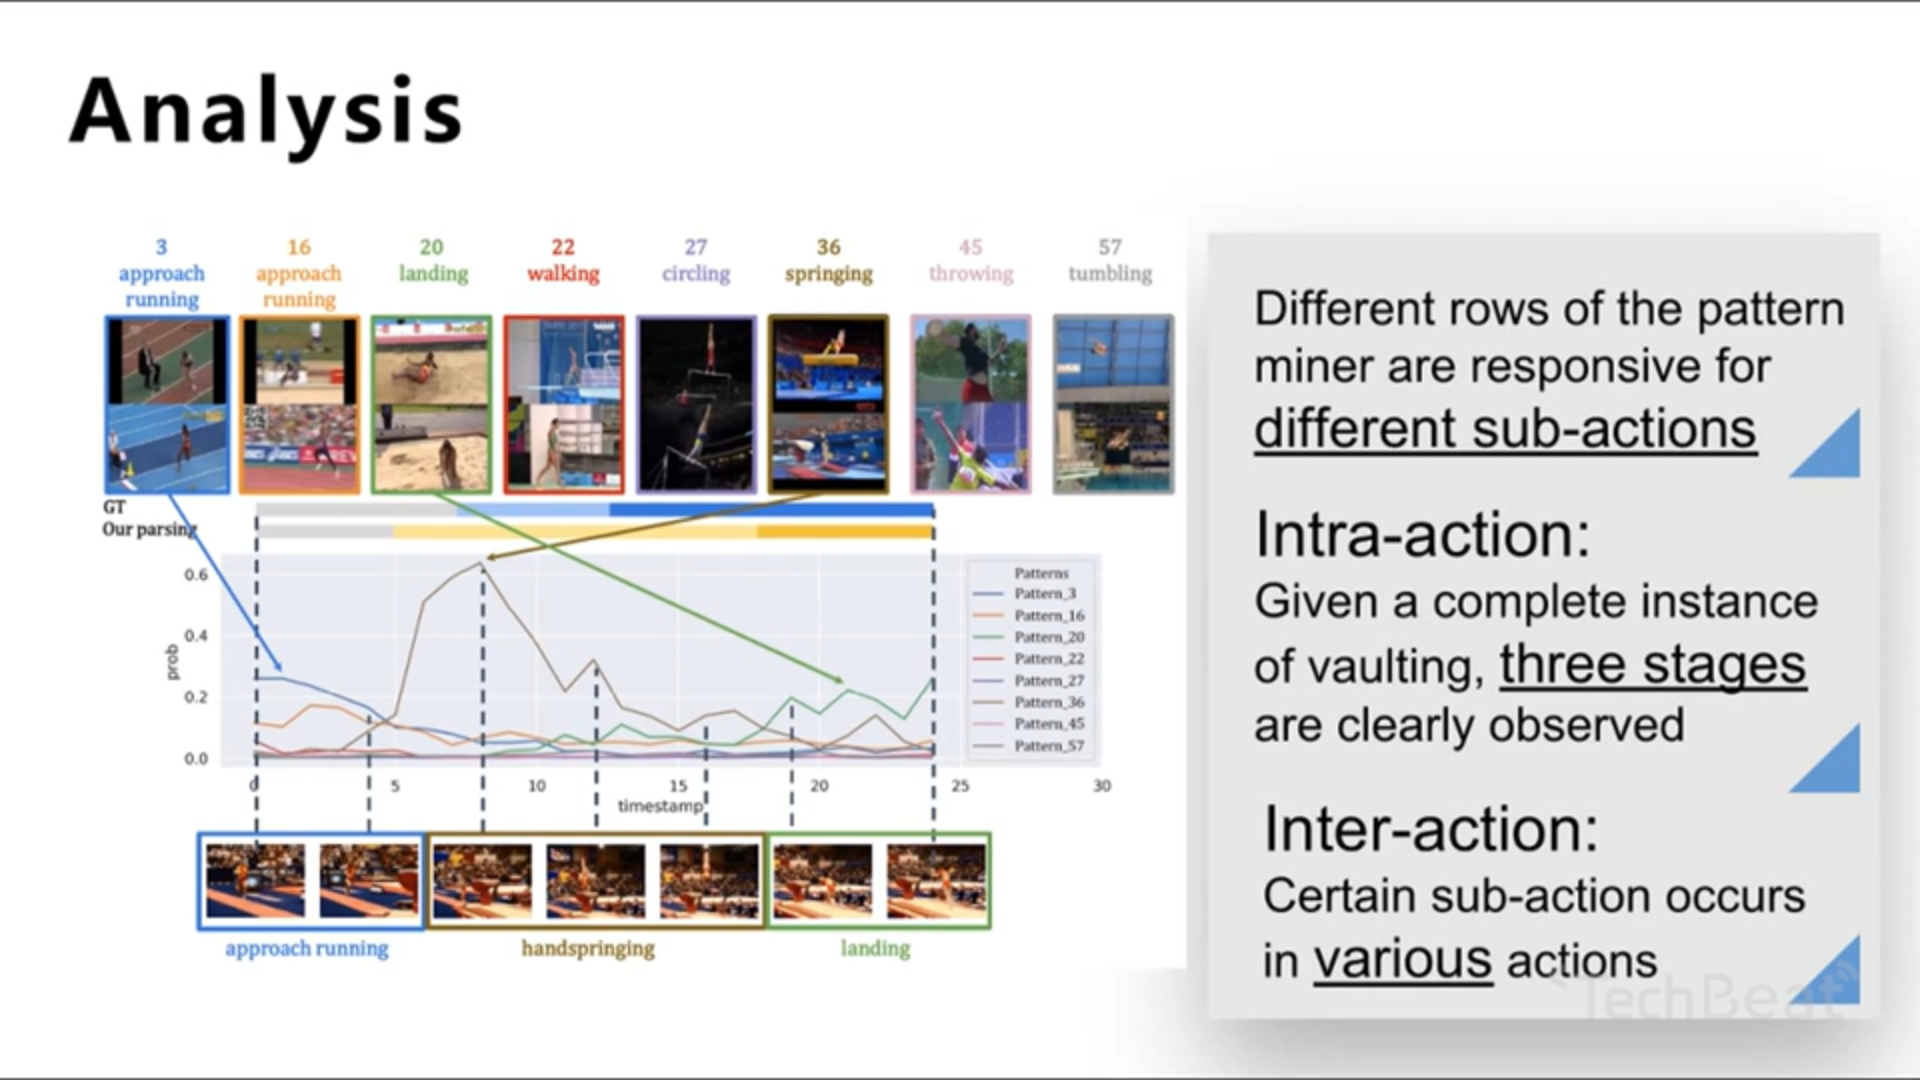 Analysis
3
approach
running
16
approach
running
20
landing
22
walking
27
circling
36
springing
45
throwing
57
tumbling
GT
Our parsing
0.6
0.4
0.2
0.0
prob
0
5
10
15
20
25
30
timestamp
Patterns
Pattern_3
Pattern_16
Pattern_20
Pattern_22
Pattern_27
Pattern_36
Pattern_45
Pattern_57
approach running
handspringing
landing
Different rows of the pattern
miner are responsive for
different sub-actions
Intra-action:
Given a complete instance
of vaulting, three stages
are clearly observed
Inter-action:
Certain sub-action occurs
in various actions
TechBeat